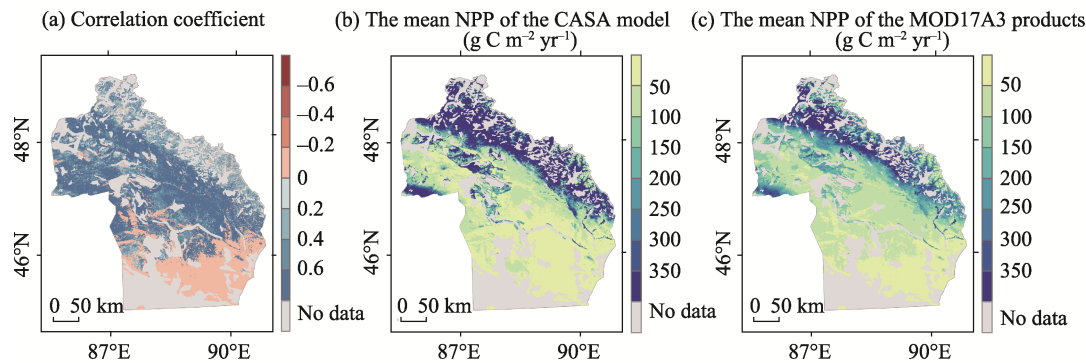 (a) Correlation coefficient
−0.6
−0.4
−0.2
0
0.2
0.4
0.6
No data
48°N
46°N
0 50 km
87°E
90°E
(b) The mean NPP of the CASA model
(g C m⁻² yr⁻¹)
50
100
150
200
250
300
350
No data
48°N
46°N
0 50 km
87°E
90°E
(c) The mean NPP of the MOD17A3 products
(g C m⁻² yr⁻¹)
50
100
150
200
250
300
350
No data
48°N
46°N
0 50 km
87°E
90°E